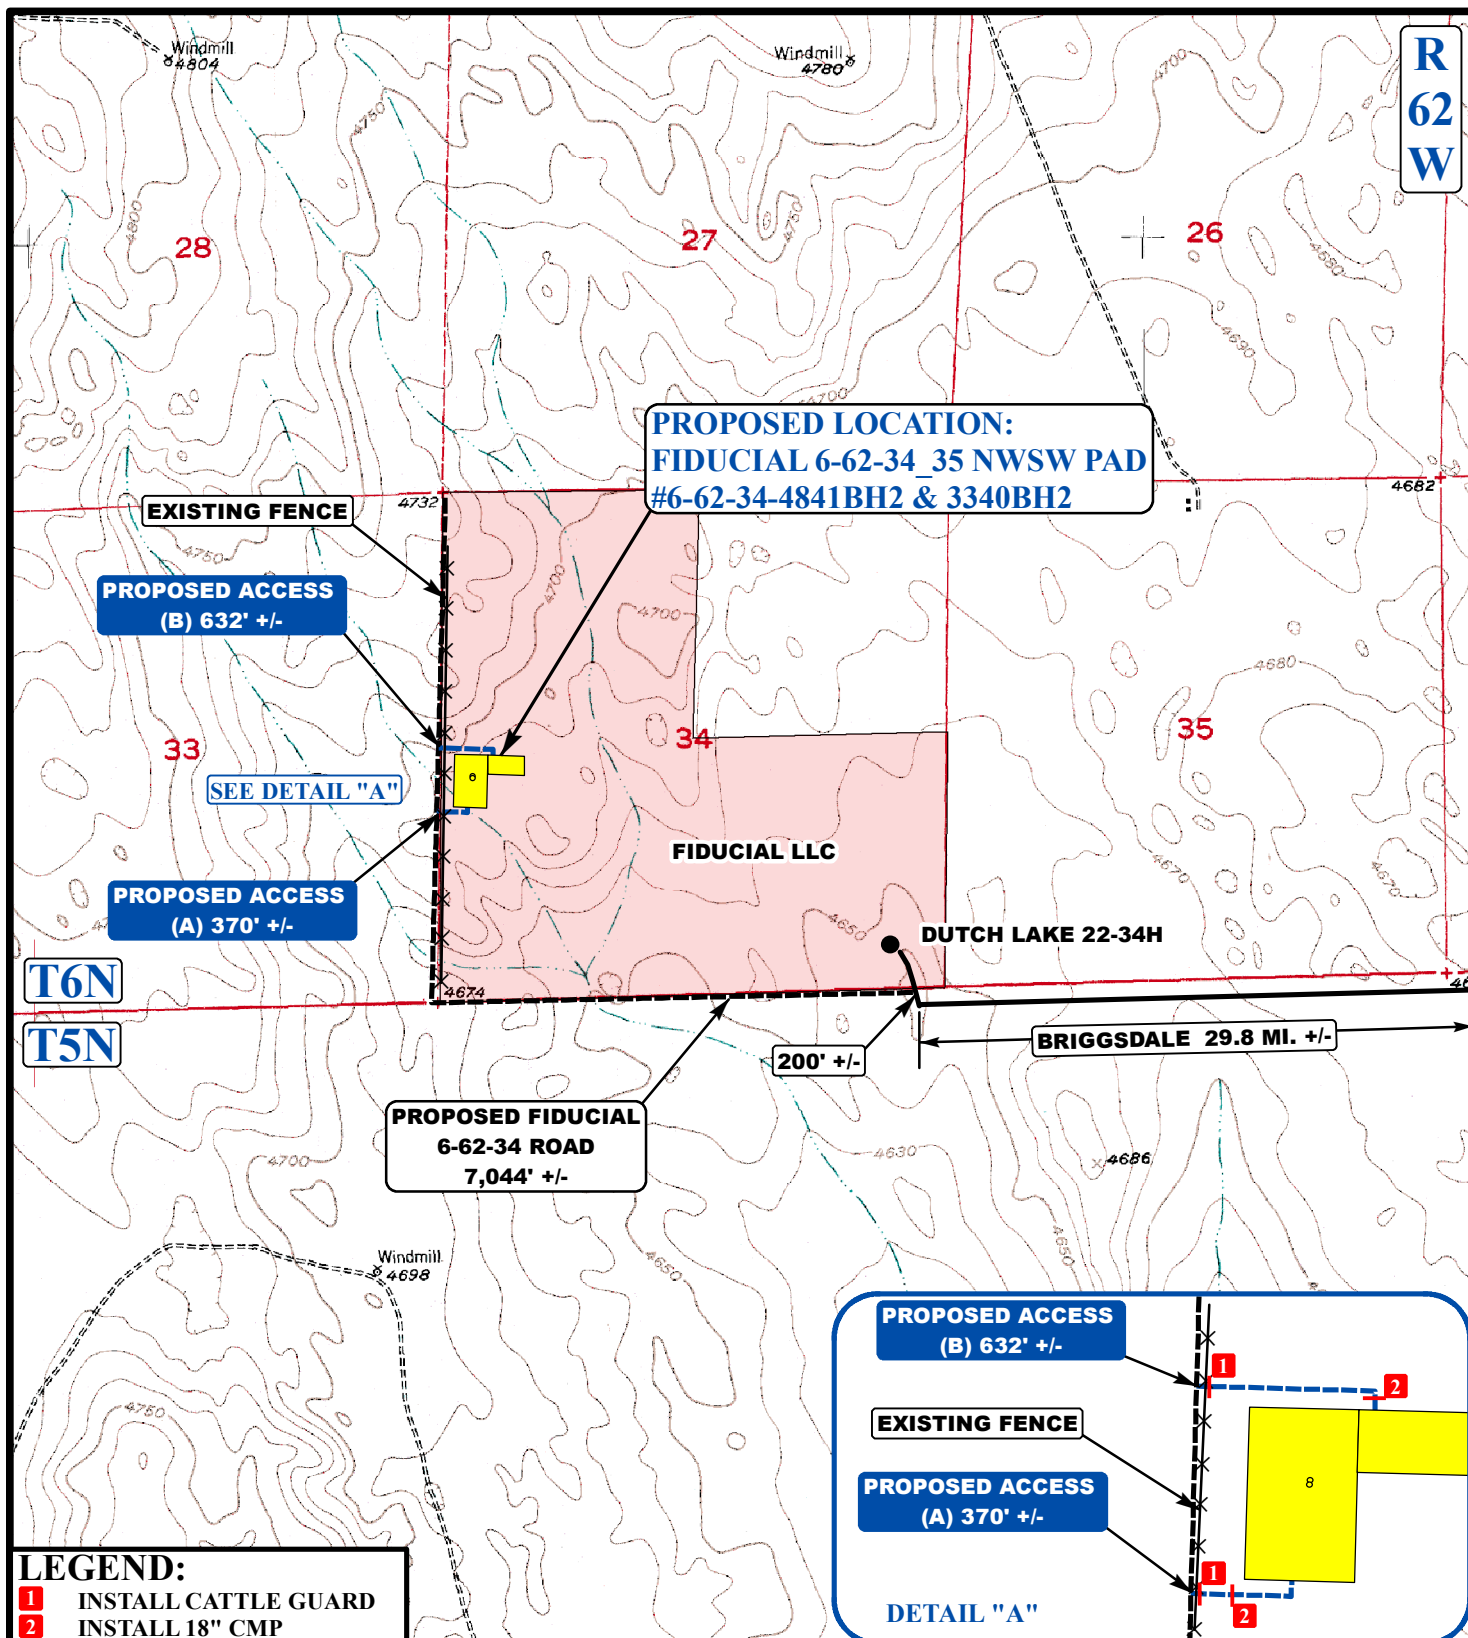 Windmill
4804
Windmill
4780
4700
R
62
W
4750
4800
4750
28
27
26
4680
4690
4700
PROPOSED LOCATION:
FIDUCIAL 6-62-34_35 NWSW PAD
#6-62-34-4841BH2 & 3340BH2
4732
4682
EXISTING FENCE
4750
4700
4700
PROPOSED ACCESS
(B) 632' +/-
4680
33
34
35
SEE DETAIL "A"
FIDUCIAL LLC
4670
4670
PROPOSED ACCESS
(A) 370' +/-
4650
DUTCH LAKE 22-34H
T6N
4674
T5N
200' +/-
BRIGGSDALE 29.8 MI. +/-
PROPOSED FIDUCIAL
6-62-34 ROAD
7,044' +/-
4700
4630
4686
4650
4650
Windmill
4698
4750
PROPOSED ACCESS
(B) 632' +/-
1
2
EXISTING FENCE
8
PROPOSED ACCESS
(A) 370' +/-
1
2
DETAIL "A"
LEGEND:
1 INSTALL CATTLE GUARD
2 INSTALL 18" CMP